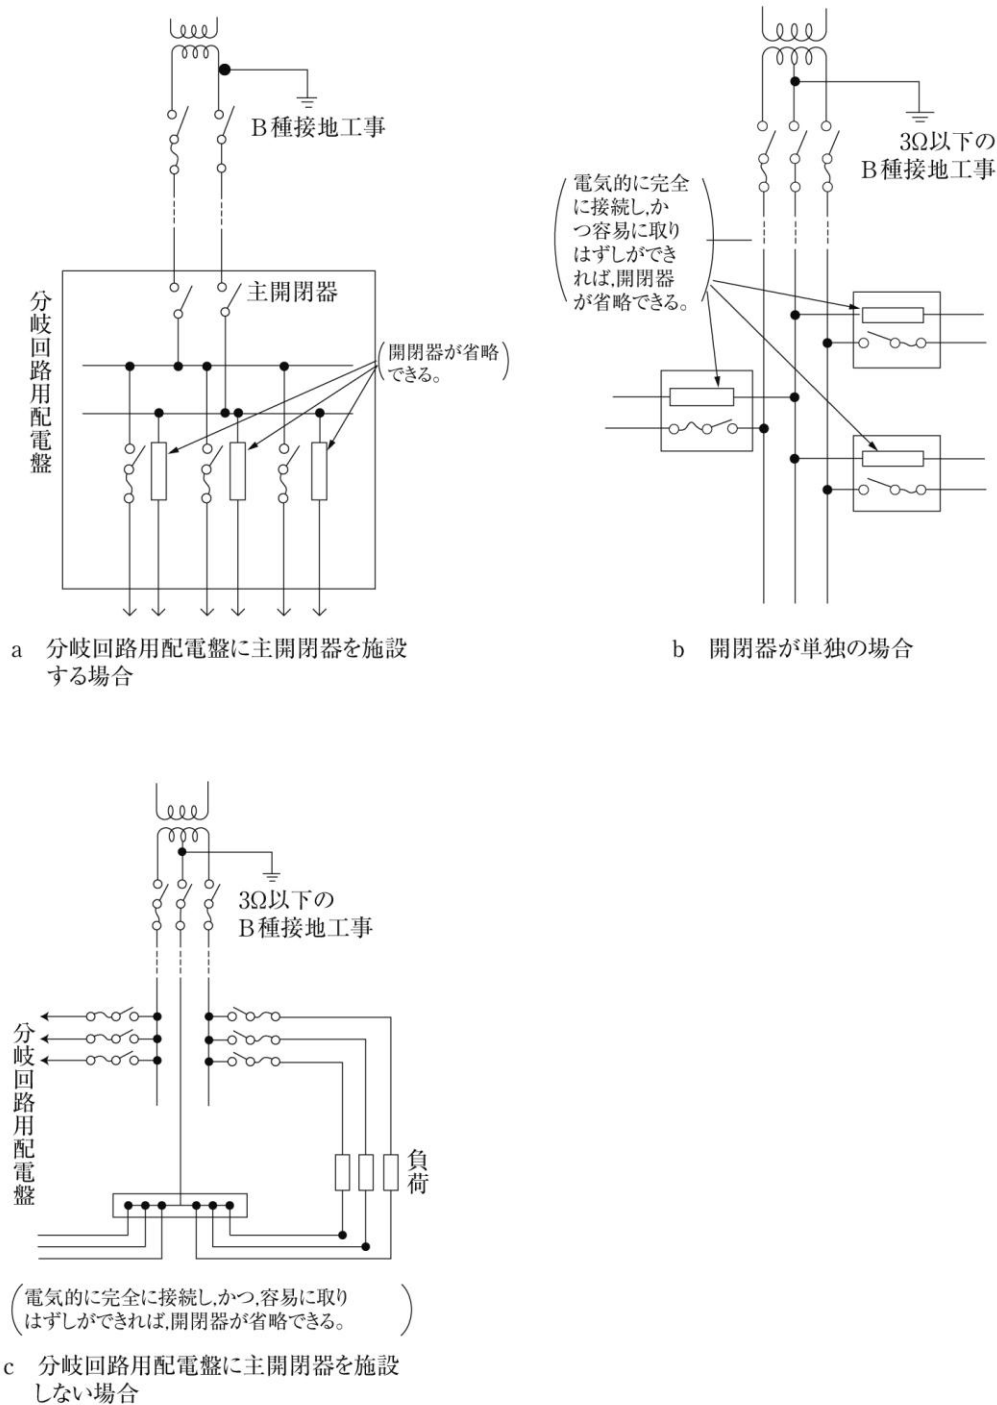 B種接地工事
分岐回路用配電盤
主開閉器
(開閉器が省略
できる。)
a 分岐回路用配電盤に主開閉器を施設
する場合
3Ω以下の
B種接地工事
(電気的に完全
に接続し,か
つ容易に取り
はずしができ
れば,開閉器
が省略できる。)
b 開閉器が単独の場合
3Ω以下の
B種接地工事
分岐回路用配電盤
負荷
(電気的に完全に接続し,かつ,容易に取り
はずしができれば,開閉器が省略できる。)
c 分岐回路用配電盤に主開閉器を施設
しない場合